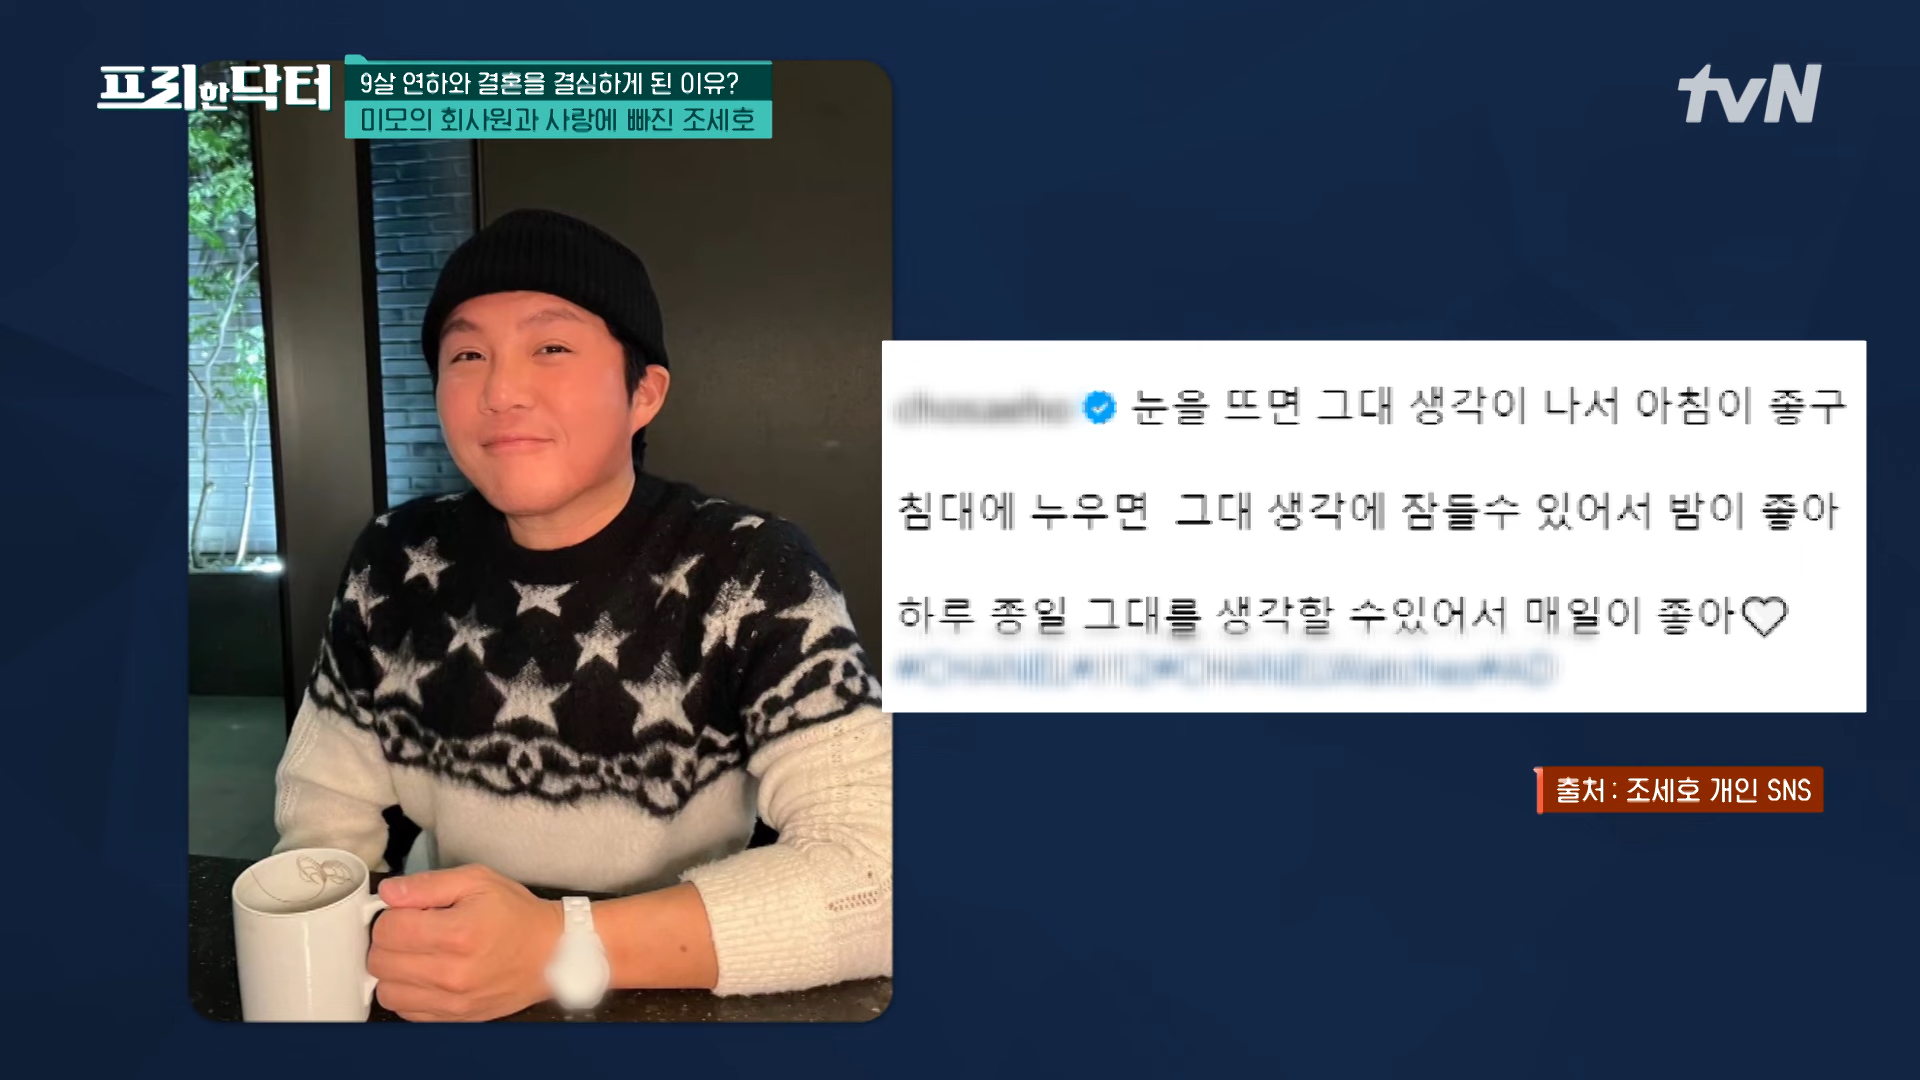 프리한닥터
9살 연하와 결혼을 결심하게 된 이유?
미모의 회사원과 사랑에 빠진 조세호
tvN
눈을 뜨면 그대 생각이 나서 아침이 좋구
침대에 누우면 그대 생각에 잠들수 있어서 밤이 좋아
하루 종일 그대를 생각할 수있어서 매일이 좋아♡
출처 : 조세호 개인 SNS